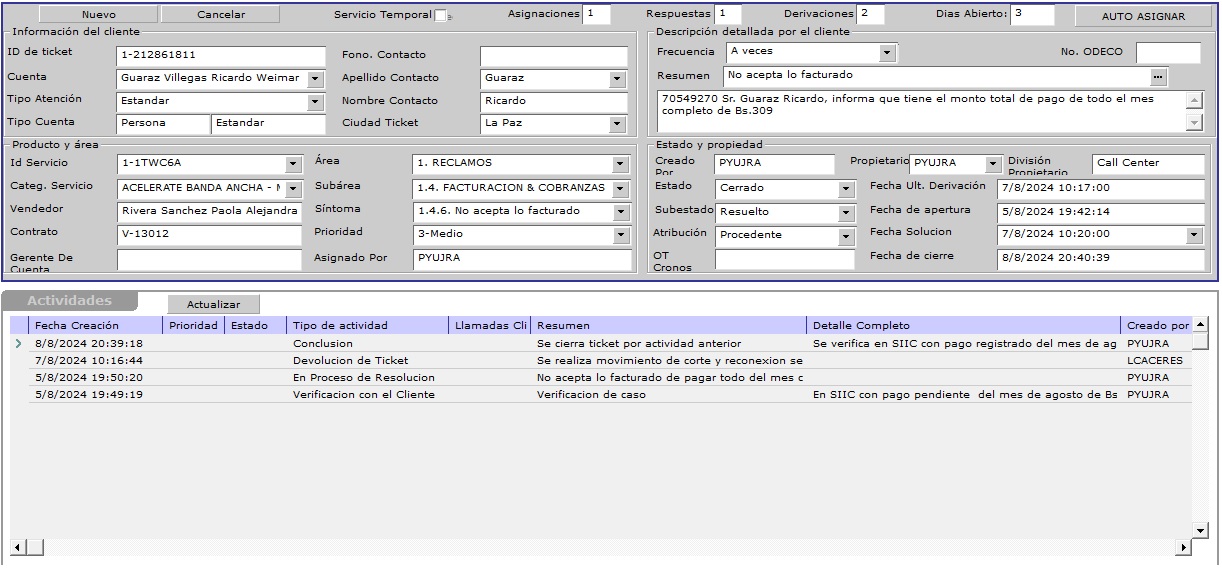 Nuevo Cancelar Servicio Temporal Asignaciones 1 Respuestas 1 Derivaciones 2 Dias Abierto: 3 AUTO ASIGNAR
Información del cliente
ID de ticket 1-212861811 Fono. Contacto
Cuenta Guaraz Villegas Ricardo Weimar Apellido Contacto Guaraz
Tipo Atención Estandar Nombre Contacto Ricardo
Tipo Cuenta Persona Estandar Ciudad Ticket La Paz
Descripción detallada por el cliente
Frecuencia A veces No. ODECO
Resumen No acepta lo facturado ...
70549270 Sr. Guaraz Ricardo, informa que tiene el monto total de pago de todo el mes
completo de Bs.309
Producto y área
Id Servicio 1-1TWC6A Área 1. RECLAMOS
Categ. Servicio ACELERATE BANDA ANCHA - Subárea 1.4. FACTURACION & COBRANZAS
Vendedor Rivera Sanchez Paola Alejandra Síntoma 1.4.6. No acepta lo facturado
Contrato V-13012 Prioridad 3-Medio
Gerente De Cuenta Asignado Por PYUJRA
Estado y propiedad
Creado Por PYUJRA Propietario PYUJRA División Propietario Call Center
Estado Cerrado Fecha Ult. Derivación 7/8/2024 10:17:00
Subestado Resuelto Fecha de apertura 5/8/2024 19:42:14
Atribución Procedente Fecha Solucion 7/8/2024 10:20:00
OT Cronos Fecha de cierre 8/8/2024 20:40:39
Actividades Actualizar
Fecha Creación Prioridad Estado Tipo de actividad Llamadas Cli Resumen Detalle Completo Creado por
8/8/2024 20:39:18 Conclusion Se cierra ticket por actividad anterior Se verifica en SIIC con pago registrado del mes de ag PYUJRA
7/8/2024 10:16:44 Devolucion de Ticket Se realiza movimiento de corte y reconexion se LCACERES
5/8/2024 19:50:20 En Proceso de Resolucion No acepta lo facturado de pagar todo del mes c PYUJRA
5/8/2024 19:49:19 Verificacion con el Cliente Verificacion de caso En SIIC con pago pendiente del mes de agosto de Bs PYUJRA